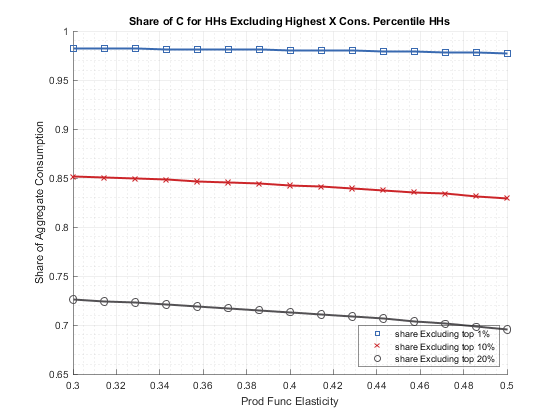 Share of C for HHs Excluding Highest X Cons. Percentile HHs
1
0.95
0.9
0.85
0.8
0.75
0.7
0.65
Share of Aggregate Consumption
share Excluding top 1%
share Excluding top 10%
share Excluding top 20%
0.3 0.32 0.34 0.36 0.38 0.4 0.42 0.44 0.46 0.48 0.5
Prod Func Elasticity